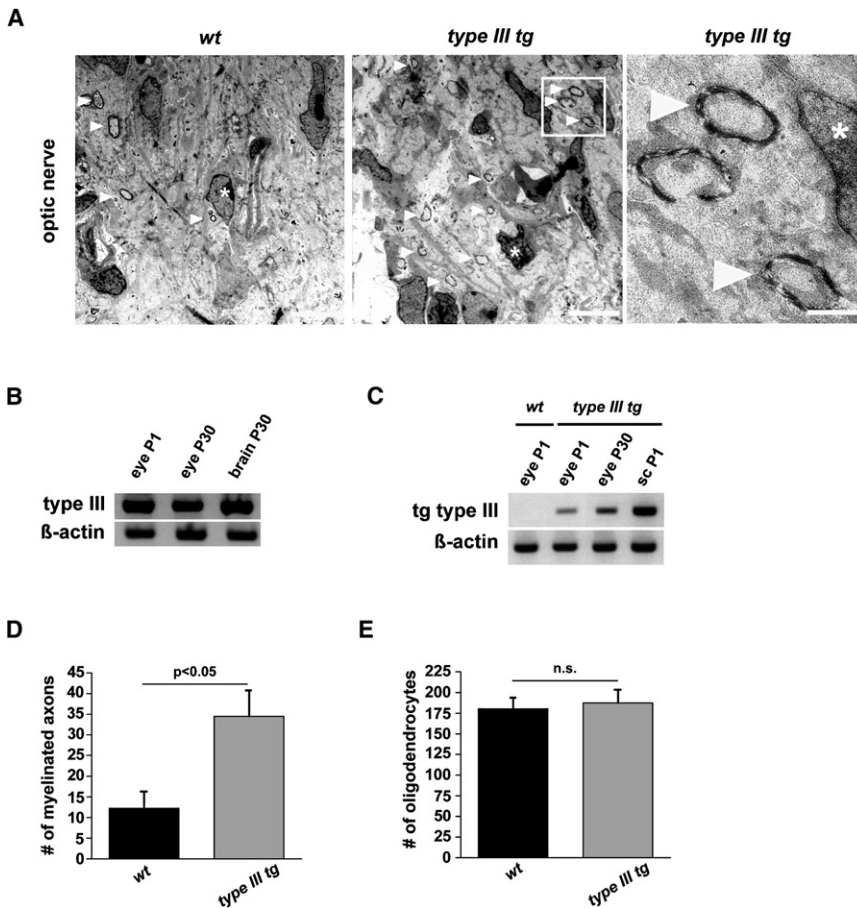 A
wt
type III tg
type III tg
optic nerve
*
*
*
B
eye P1
eye P30
brain P30
type III
ß-actin
C
wt
type III tg
eye P1
eye P1
eye P30
sc P1
tg type III
ß-actin
D
p<0.05
# of myelinated axons
45
40
35
30
25
20
15
10
5
0
wt
type III tg
E
n.s.
# of oligodendrocytes
225
200
175
150
125
100
75
50
25
0
wt
type III tg